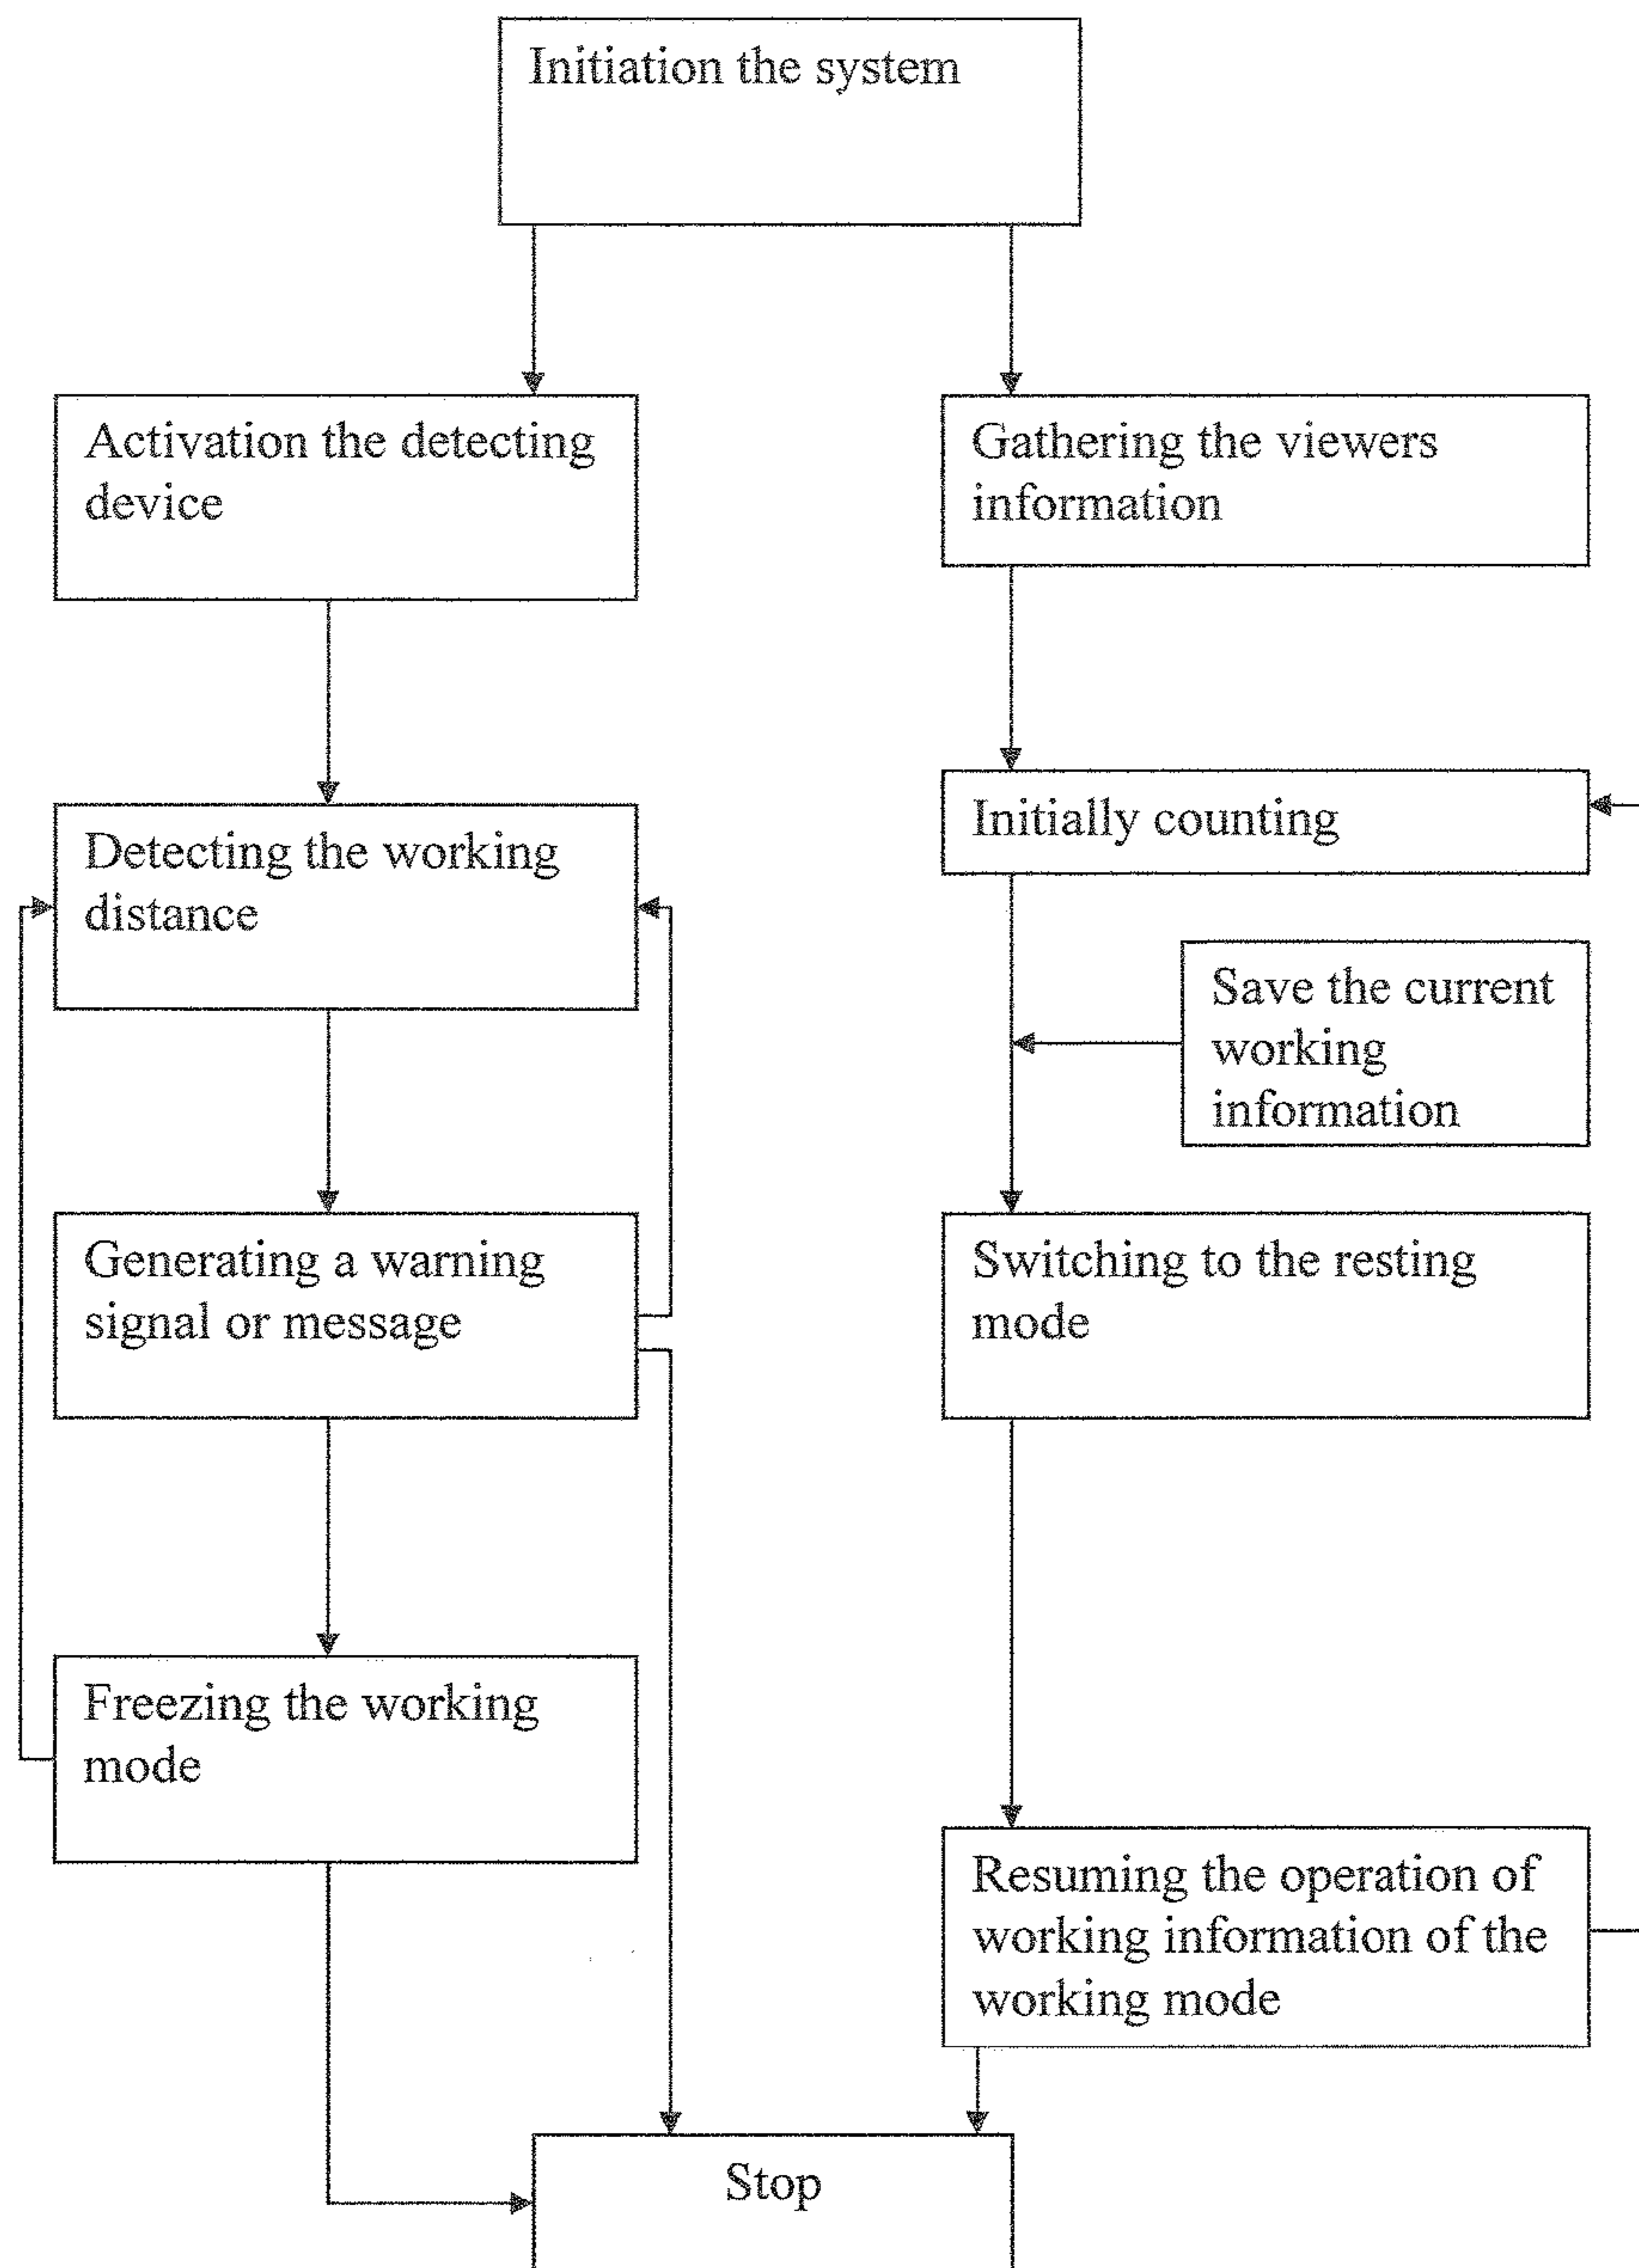 Initiation the system
Activation the detecting
device
Gathering the viewers
information
Detecting the working
distance
Initially counting
Save the current
working
information
Generating a warning
signal or message
Switching to the resting
mode
Freezing the working
mode
Resuming the operation of
working information of the
working mode
Stop